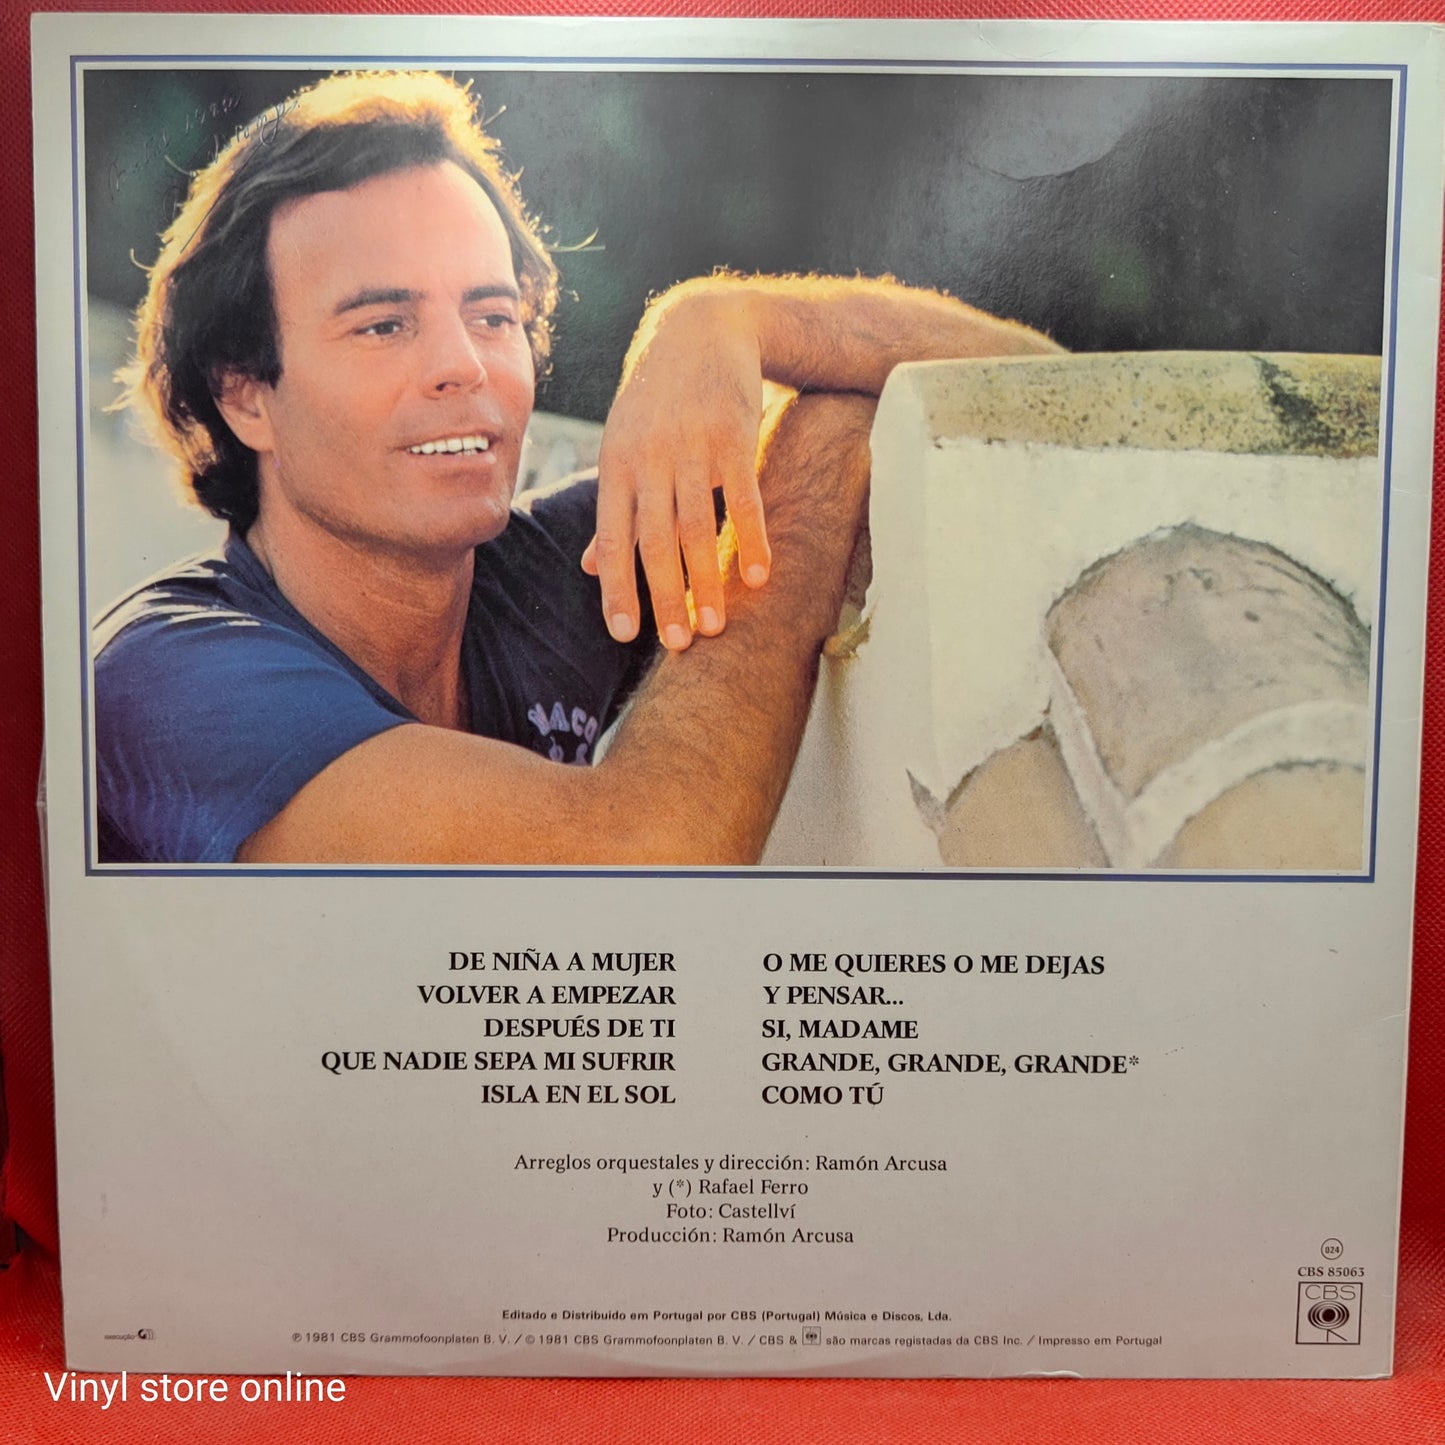 WACO
DE NIÑA A MUJER
VOLVER A EMPEZAR
DESPUÉS DE TI
QUE NADIE SEPA MI SUFRIR
ISLA EN EL SOL
O ME QUIERES O ME DEJAS
Y PENSAR...
SI, MADAME
GRANDE, GRANDE, GRANDE*
COMO TÚ
Arreglos orquestales y dirección: Ramón Arcusa
y (*) Rafael Ferro
Foto: Castellví
Producción: Ramón Arcusa
024
CBS 85063
CBS
Editado e Distribuido em Portugal por CBS (Portugal) Música e Discos, Lda.
execução
℗ 1981 CBS Grammofoonplaten B. V. / © 1981 CBS Grammofoonplaten B. V. / CBS & são marcas registadas da CBS Inc. / Impresso em Portugal
Vinyl store online